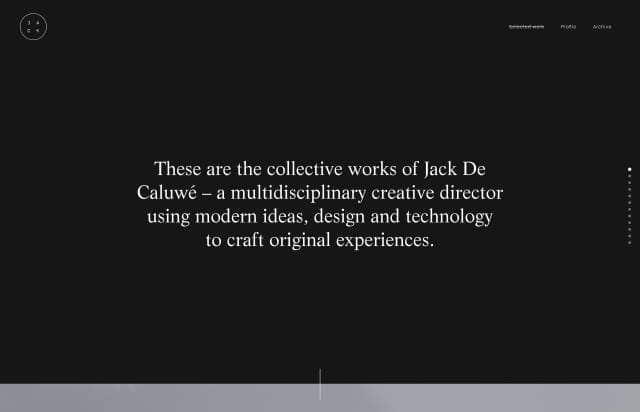 J A
C K
Selected work
Profile
Archive
These are the collective works of Jack De
Caluwé – a multidisciplinary creative director
using modern ideas, design and technology
to craft original experiences.